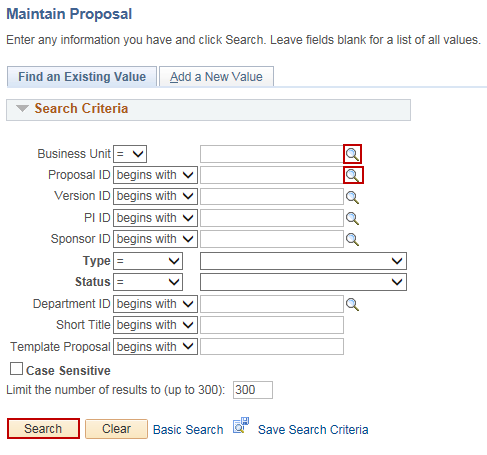 Maintain Proposal
Enter any information you have and click Search. Leave fields blank for a list of all values.
Find an Existing Value Add a New Value
Search Criteria
Business Unit =
Proposal ID begins with
Version ID begins with
PI ID begins with
Sponsor ID begins with
Type =
Status =
Department ID begins with
Short Title begins with
Template Proposal begins with
Case Sensitive
Limit the number of results to (up to 300): 300
Search Clear Basic Search Save Search Criteria